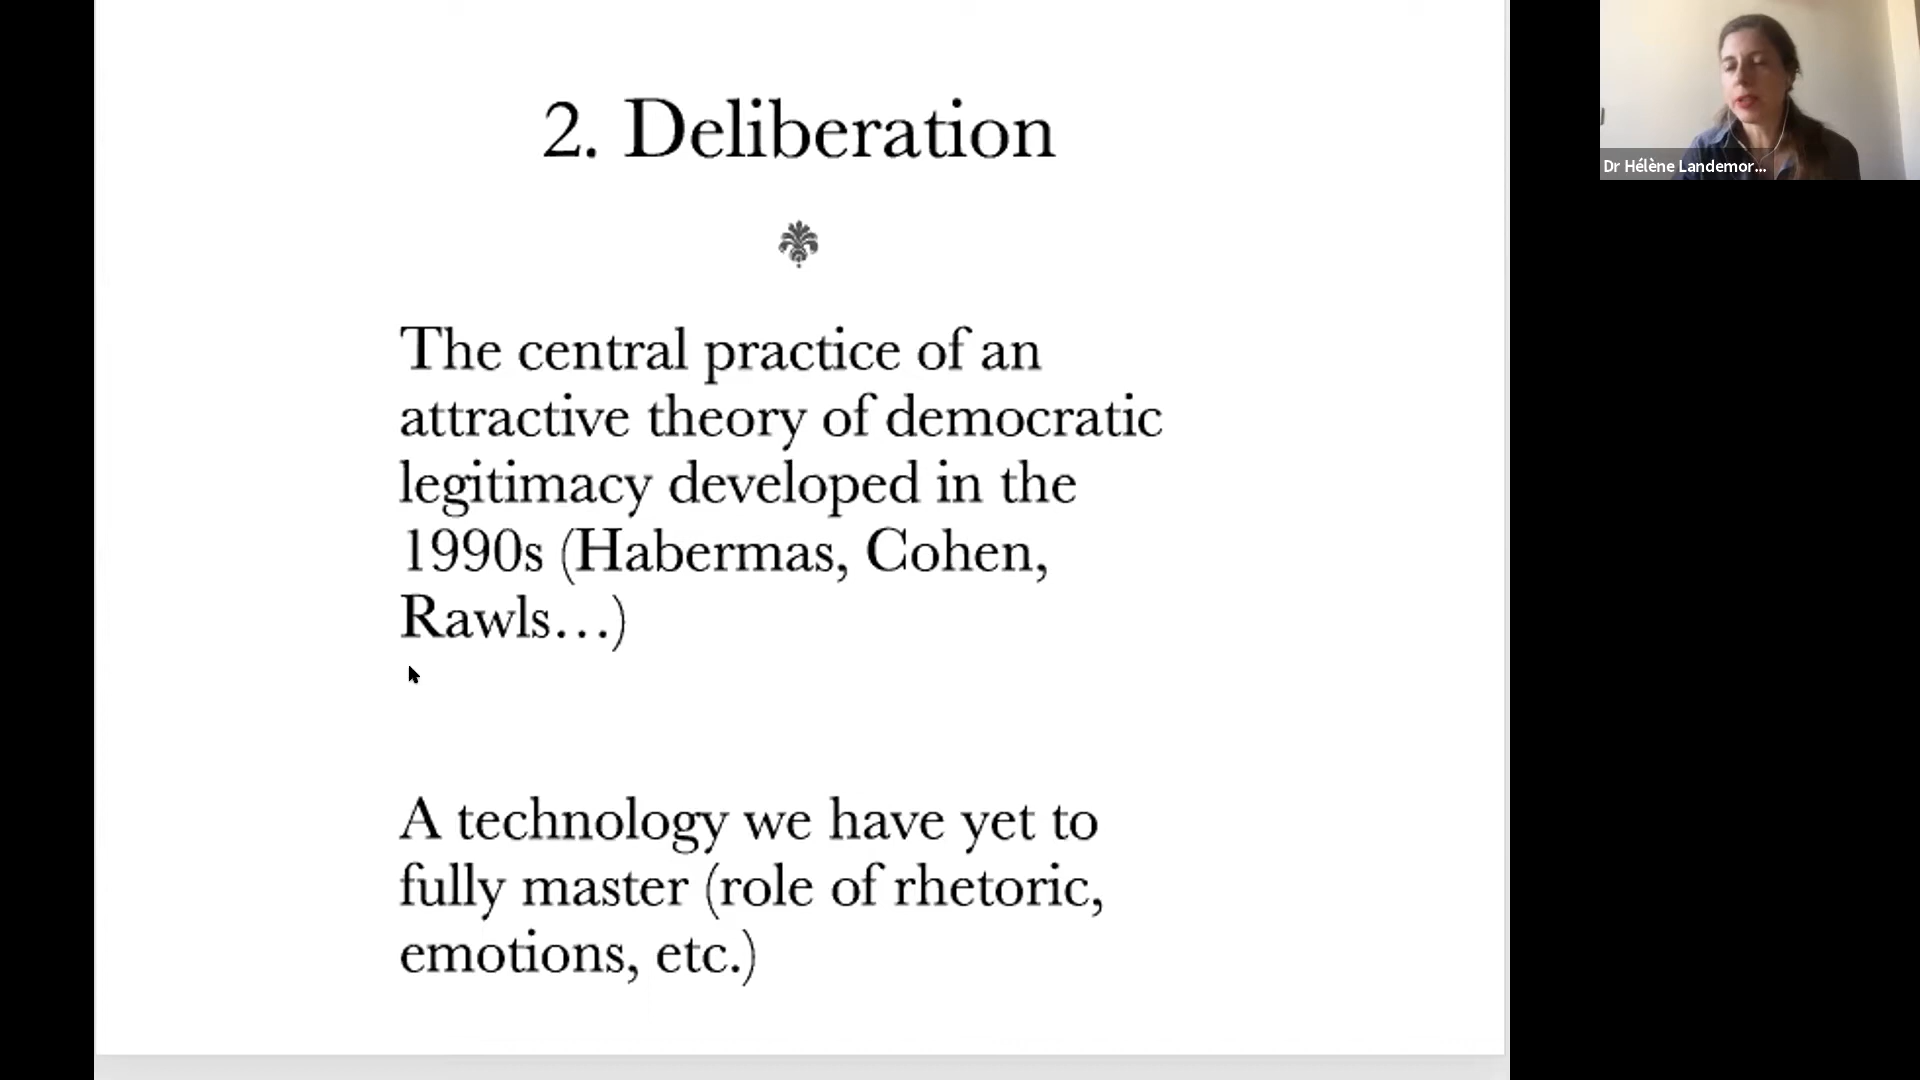 2. Deliberation
The central practice of an
attractive theory of democratic
legitimacy developed in the
1990s (Habermas, Cohen,
Rawls…)
A technology we have yet to
fully master (role of rhetoric,
emotions, etc.)
Dr Hélène Landemor...